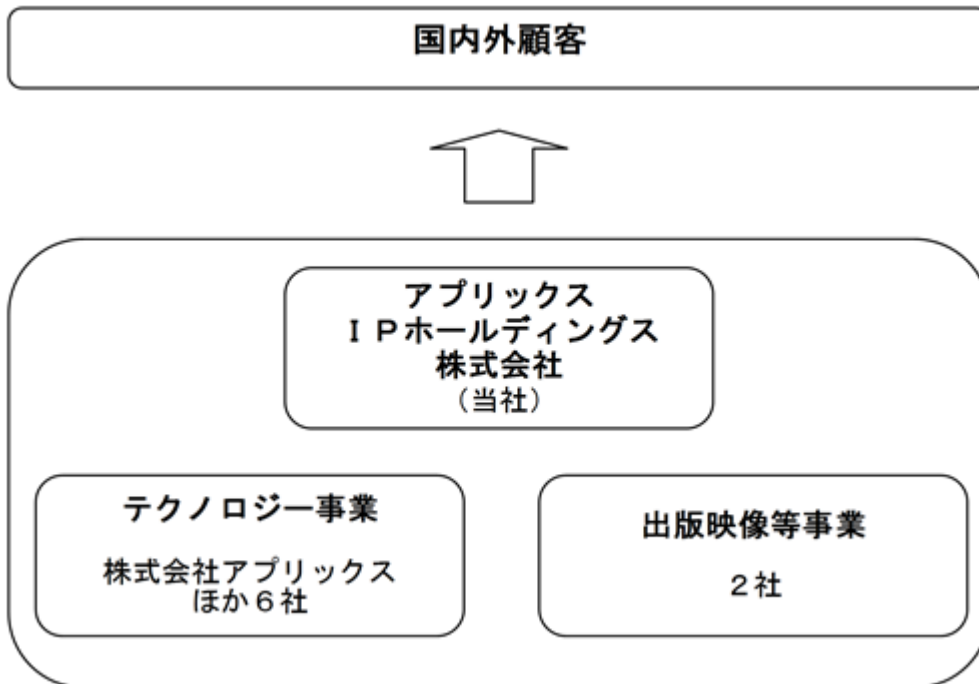 国内外顧客
アプリックス
ＩＰホールディングス
株式会社
（当社）
テクノロジー事業
株式会社アプリックス
ほか６社
出版映像等事業
２社